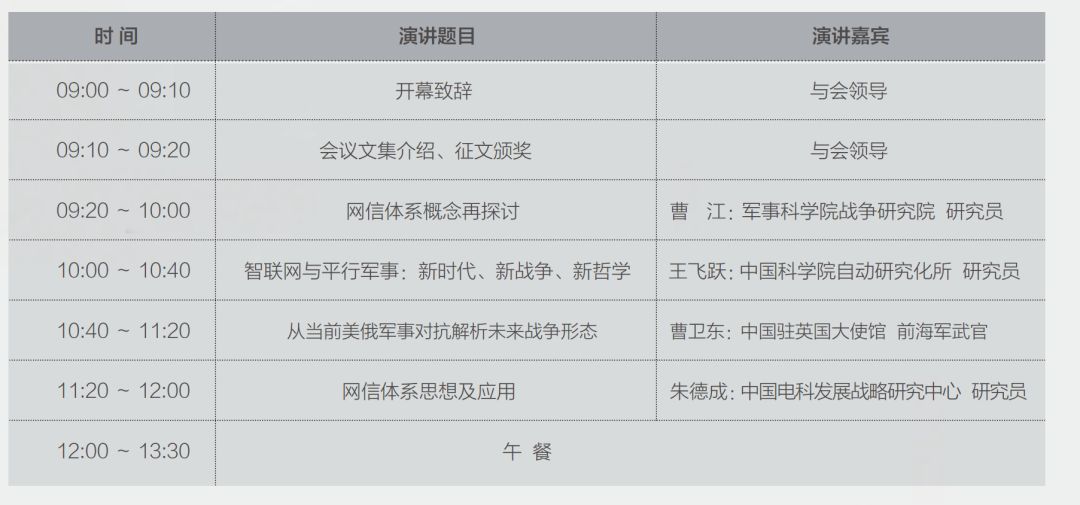 时 间 演讲题目 演讲嘉宾
09:00 ~ 09:10 开幕致辞 与会领导
09:10 ~ 09:20 会议文集介绍、征文颁奖 与会领导
09:20 ~ 10:00 网信体系概念再探讨 曹 江：军事科学院战争研究院 研究员
10:00 ~ 10:40 智联网与平行军事：新时代、新战争、新哲学 王飞跃：中国科学院自动研究化所 研究员
10:40 ~ 11:20 从当前美俄军事对抗解析未来战争形态 曹卫东：中国驻英国大使馆 前海军武官
11:20 ~ 12:00 网信体系思想及应用 朱德成：中国电科发展战略研究中心 研究员
12:00 ~ 13:30 午 餐